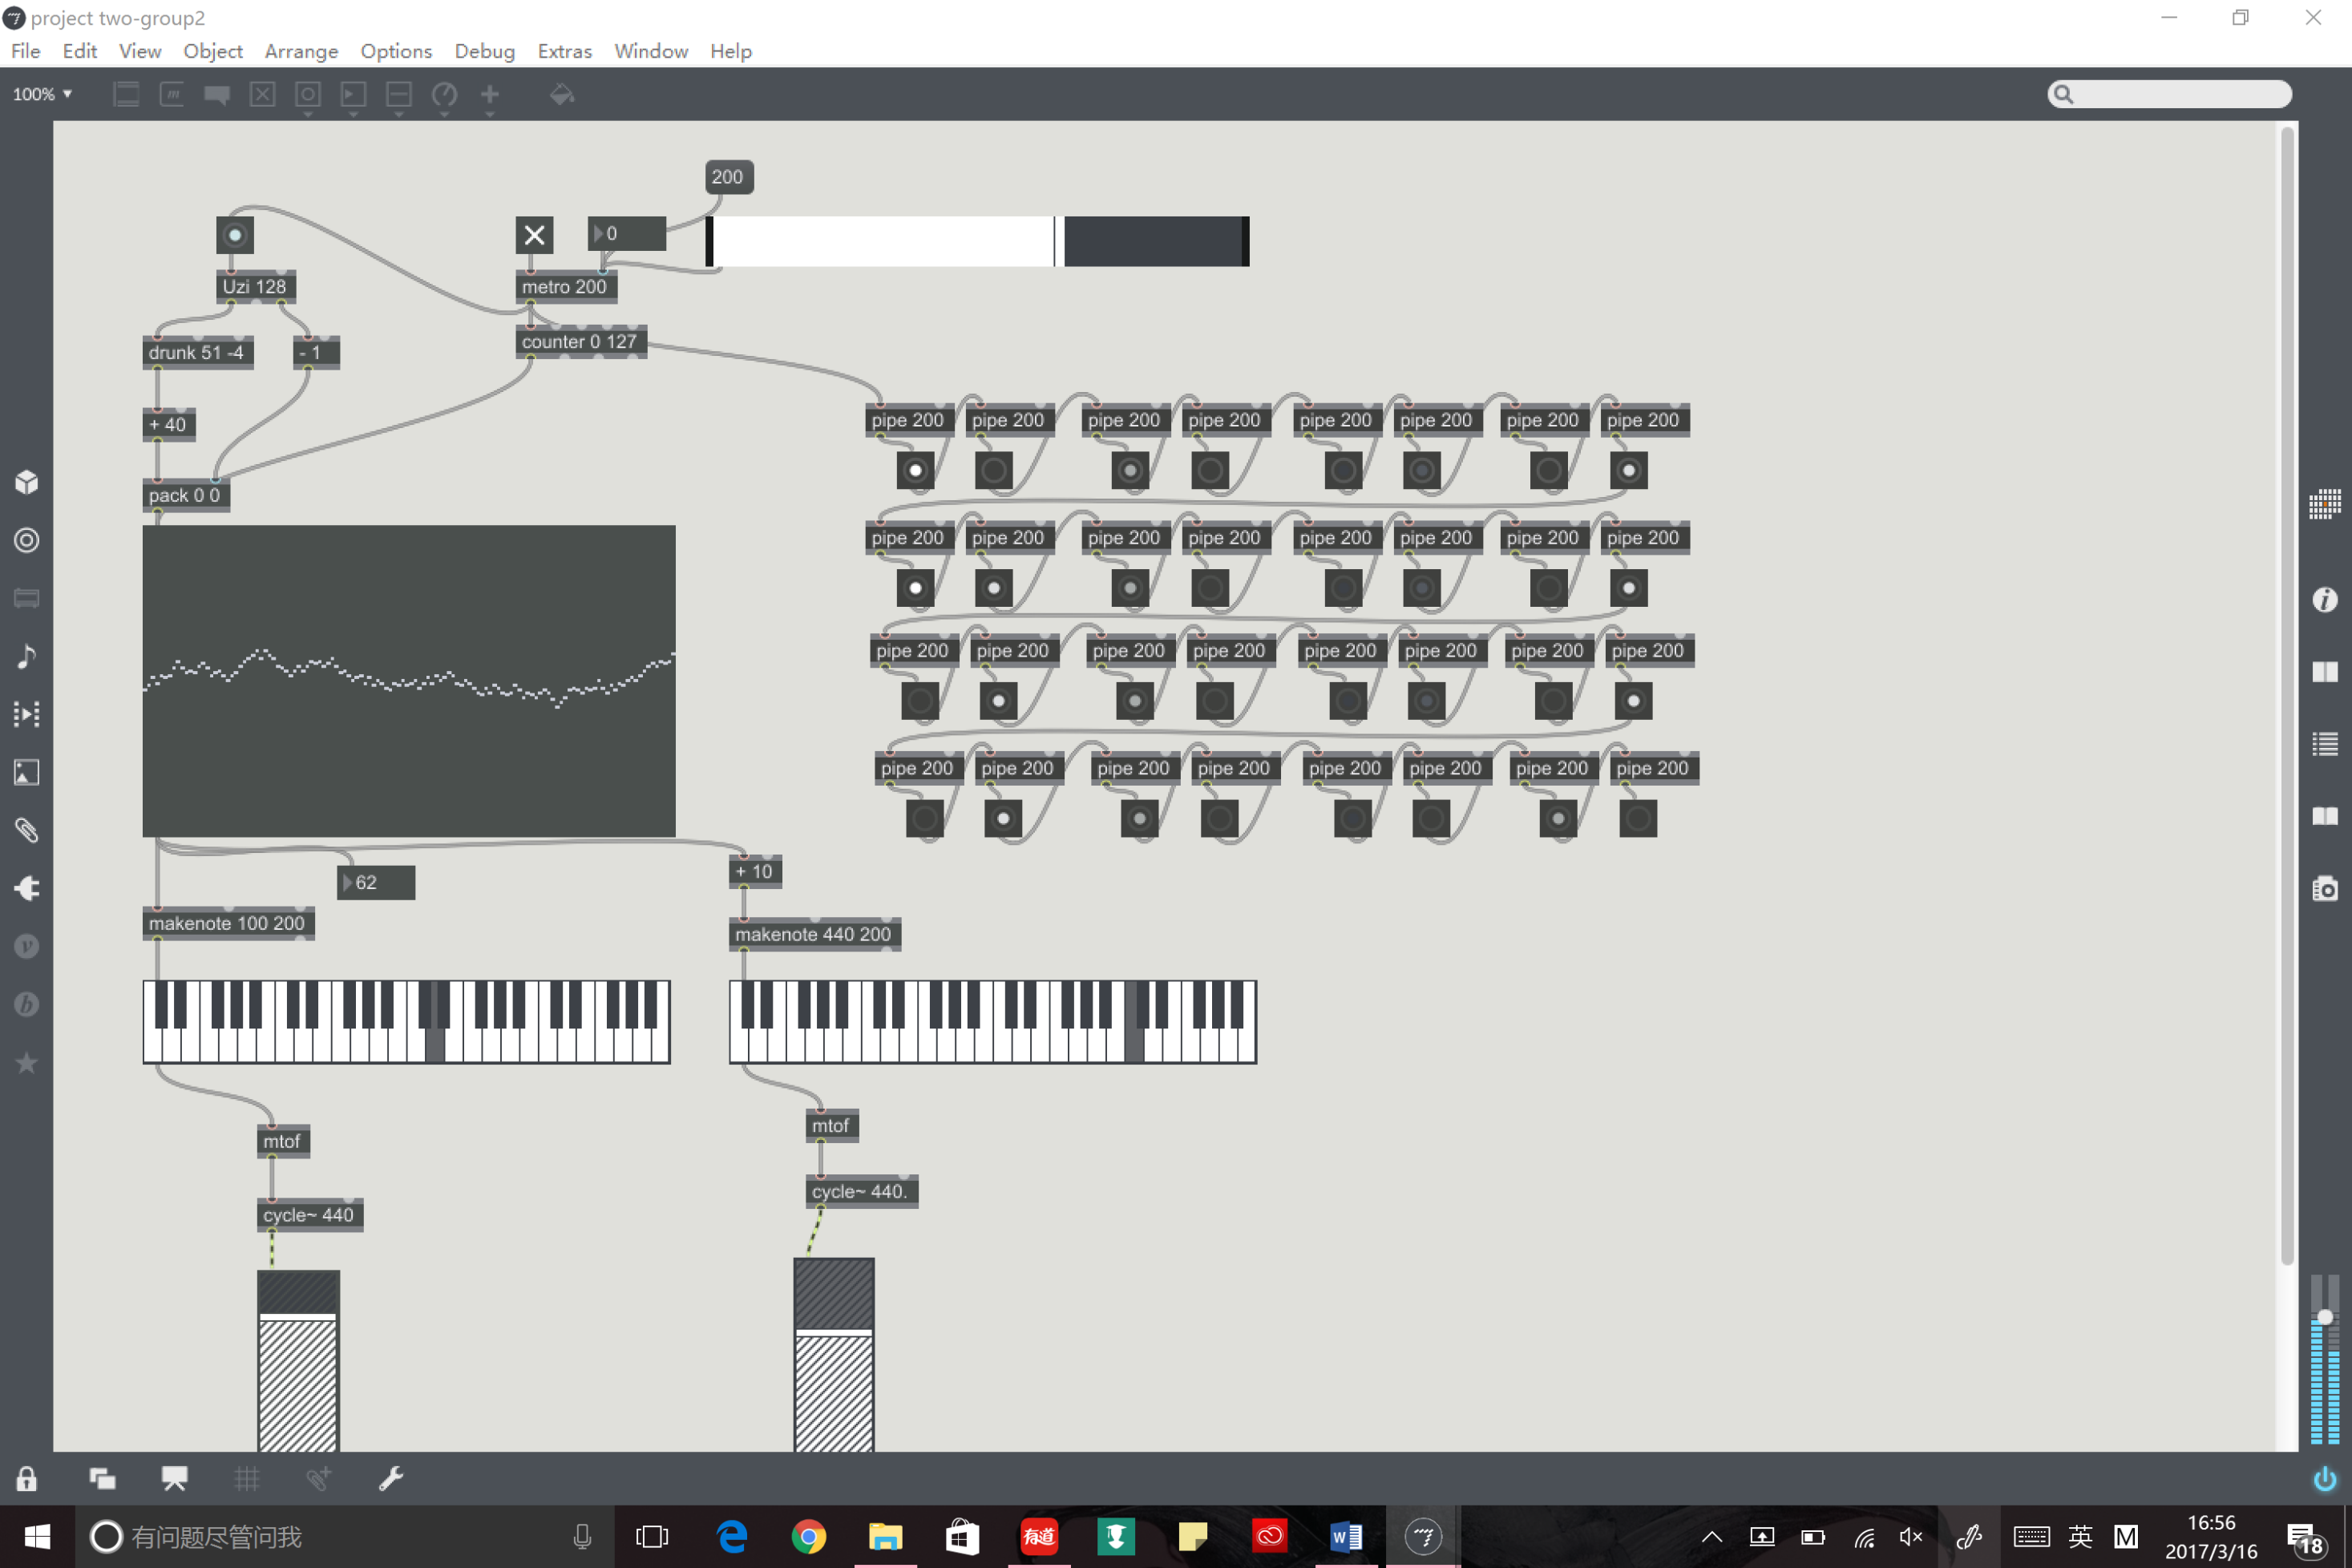 project two-group2
File Edit View Object Arrange Options Debug Extras Window Help
100%
200
0
Uzi 128
metro 200
drunk 51 -4
- 1
counter 0 127
+ 40
pipe 200 pipe 200 pipe 200 pipe 200 pipe 200 pipe 200 pipe 200 pipe 200
pack 0 0
pipe 200 pipe 200 pipe 200 pipe 200 pipe 200 pipe 200 pipe 200 pipe 200
pipe 200 pipe 200 pipe 200 pipe 200 pipe 200 pipe 200 pipe 200 pipe 200
pipe 200 pipe 200 pipe 200 pipe 200 pipe 200 pipe 200 pipe 200 pipe 200
62
+ 10
makenote 100 200
makenote 440 200
mtof
mtof
cycle~ 440
cycle~ 440.
有问题尽管问我
有道
英
M
16:56
2017/3/16
18